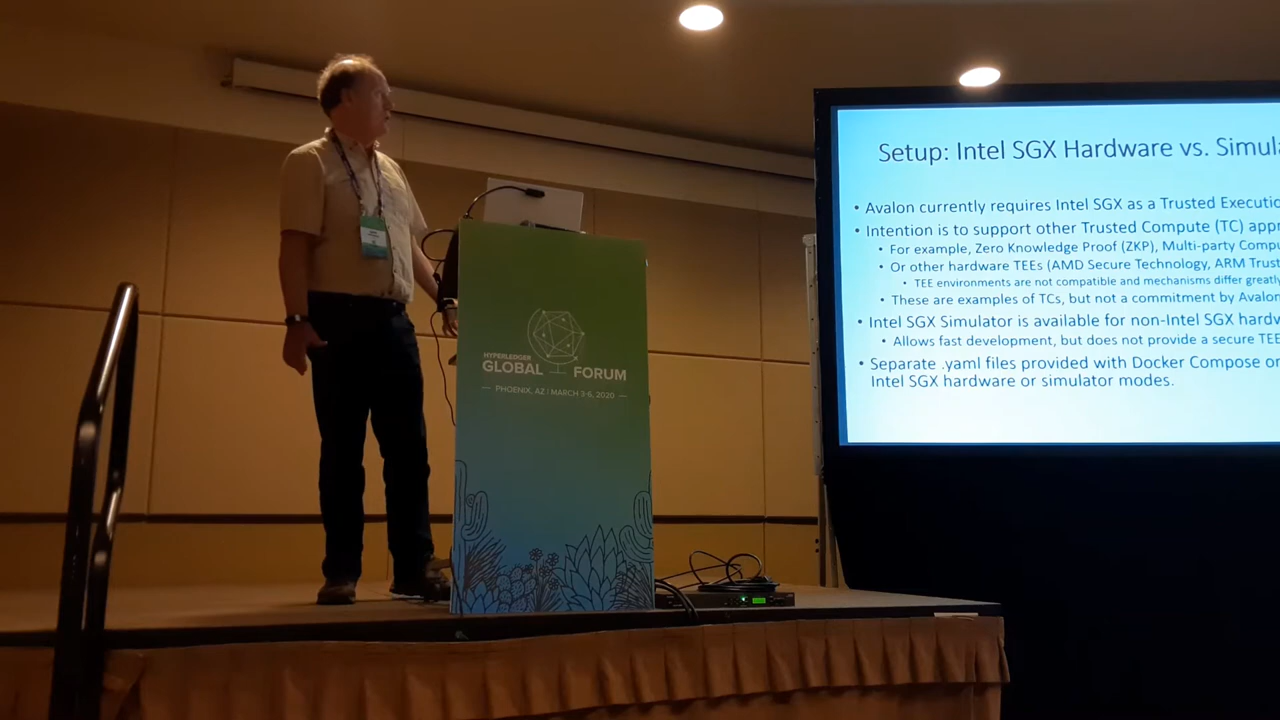 Setup: Intel SGX Hardware vs. Simula
• Avalon currently requires Intel SGX as a Trusted Executio
• Intention is to support other Trusted Compute (TC) appr
• For example, Zero Knowledge Proof (ZKP), Multi-party Compu
• Or other hardware TEEs (AMD Secure Technology, ARM Trust
• TEE environments are not compatible and mechanisms differ greatly
• These are examples of TCs, but not a commitment by Avalon
• Intel SGX Simulator is available for non-Intel SGX hardw
• Allows fast development, but does not provide a secure TEE
• Separate .yaml files provided with Docker Compose or
Intel SGX hardware or simulator modes.
HYPERLEDGER
GLOBAL FORUM
— PHOENIX, AZ | MARCH 3-6, 2020 —